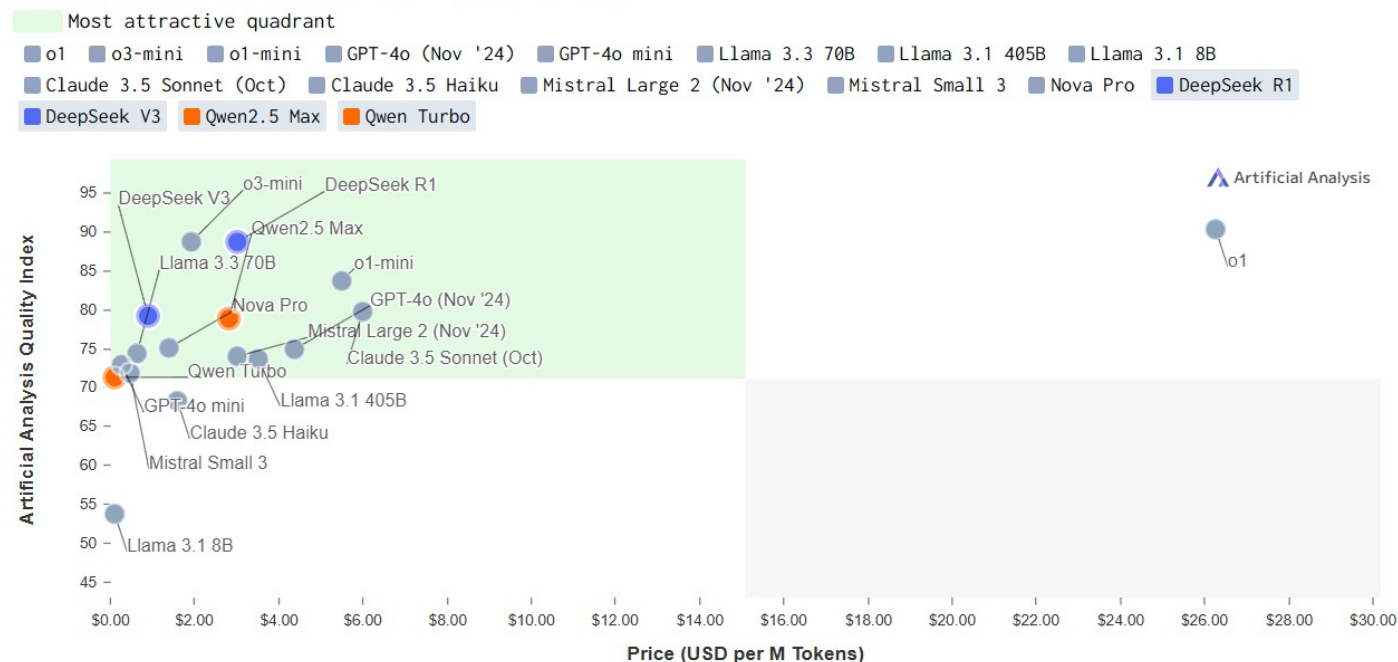 Most attractive quadrant
o1 o3-mini o1-mini GPT-4o (Nov '24) GPT-4o mini Llama 3.3 70B Llama 3.1 405B Llama 3.1 8B
Claude 3.5 Sonnet (Oct) Claude 3.5 Haiku Mistral Large 2 (Nov '24) Mistral Small 3 Nova Pro DeepSeek R1
DeepSeek V3 Qwen2.5 Max Qwen Turbo
Artificial Analysis
Artificial Analysis Quality Index
95
90
85
80
75
70
65
60
55
50
45
DeepSeek V3
o3-mini
DeepSeek R1
Qwen2.5 Max
Llama 3.3 70B
o1-mini
o1
Nova Pro
GPT-4o (Nov '24)
Mistral Large 2 (Nov '24)
Claude 3.5 Sonnet (Oct)
Qwen Turbo
GPT-4o mini
Llama 3.1 405B
Claude 3.5 Haiku
Mistral Small 3
Llama 3.1 8B
$0.00 $2.00 $4.00 $6.00 $8.00 $10.00 $12.00 $14.00 $16.00 $18.00 $20.00 $22.00 $24.00 $26.00 $28.00 $30.00
Price (USD per M Tokens)